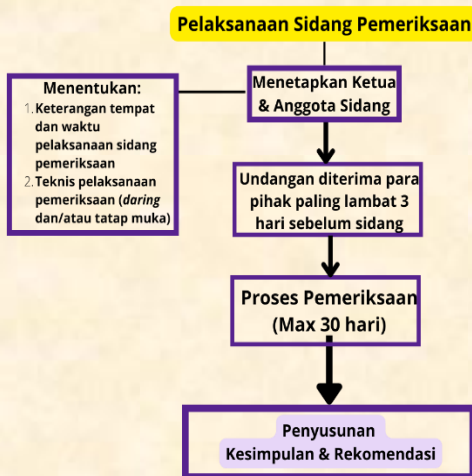 Pelaksanaan Sidang Pemeriksaan
Menetapkan Ketua
& Anggota Sidang
Menentukan:
1. Keterangan tempat
dan waktu
pelaksanaan sidang
pemeriksaan
2. Teknis pelaksanaan
pemeriksaan (daring
dan/atau tatap muka)
Undangan diterima para
pihak paling lambat 3
hari sebelum sidang
Proses Pemeriksaan
(Max 30 hari)
Penyusunan
Kesimpulan & Rekomendasi